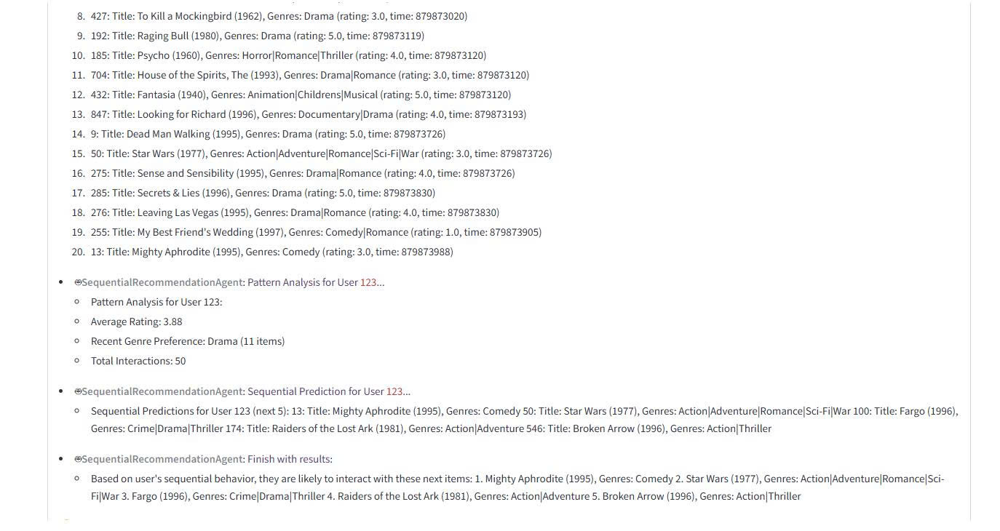 8. 427: Title: To Kill a Mockingbird (1962), Genres: Drama (rating: 3.0, time: 879873020)
9. 192: Title: Raging Bull (1980), Genres: Drama (rating: 5.0, time: 879873119)
10. 185: Title: Psycho (1960), Genres: Horror|Romance|Thriller (rating: 4.0, time: 879873120)
11. 704: Title: House of the Spirits, The (1993), Genres: Drama|Romance (rating: 3.0, time: 879873120)
12. 432: Title: Fantasia (1940), Genres: Animation|Childrens|Musical (rating: 5.0, time: 879873120)
13. 847: Title: Looking for Richard (1996), Genres: Documentary|Drama (rating: 4.0, time: 879873193)
14. 9: Title: Dead Man Walking (1995), Genres: Drama (rating: 5.0, time: 879873726)
15. 50: Title: Star Wars (1977), Genres: Action|Adventure|Romance|Sci-Fi|War (rating: 3.0, time: 879873726)
16. 275: Title: Sense and Sensibility (1995), Genres: Drama|Romance (rating: 4.0, time: 879873726)
17. 285: Title: Secrets & Lies (1996), Genres: Drama (rating: 5.0, time: 879873830)
18. 276: Title: Leaving Las Vegas (1995), Genres: Drama|Romance (rating: 4.0, time: 879873830)
19. 255: Title: My Best Friend's Wedding (1997), Genres: Comedy|Romance (rating: 1.0, time: 879873905)
20. 13: Title: Mighty Aphrodite (1995), Genres: Comedy (rating: 3.0, time: 879873988)
SequentialRecommendationAgent: Pattern Analysis for User 123...
Pattern Analysis for User 123:
Average Rating: 3.88
Recent Genre Preference: Drama (11 items)
Total Interactions: 50
SequentialRecommendationAgent: Sequential Prediction for User 123...
Sequential Predictions for User 123 (next 5): 13: Title: Mighty Aphrodite (1995), Genres: Comedy 50: Title: Star Wars (1977), Genres: Action|Adventure|Romance|Sci-Fi|War 100: Title: Fargo (1996),
Genres: Crime|Drama|Thriller 174: Title: Raiders of the Lost Ark (1981), Genres: Action|Adventure 546: Title: Broken Arrow (1996), Genres: Action|Thriller
SequentialRecommendationAgent: Finish with results:
Based on user's sequential behavior, they are likely to interact with these next items: 1. Mighty Aphrodite (1995), Genres: Comedy 2. Star Wars (1977), Genres: Action|Adventure|Romance|Sci-
Fi|War 3. Fargo (1996), Genres: Crime|Drama|Thriller 4. Raiders of the Lost Ark (1981), Genres: Action|Adventure 5. Broken Arrow (1996), Genres: Action|Thriller